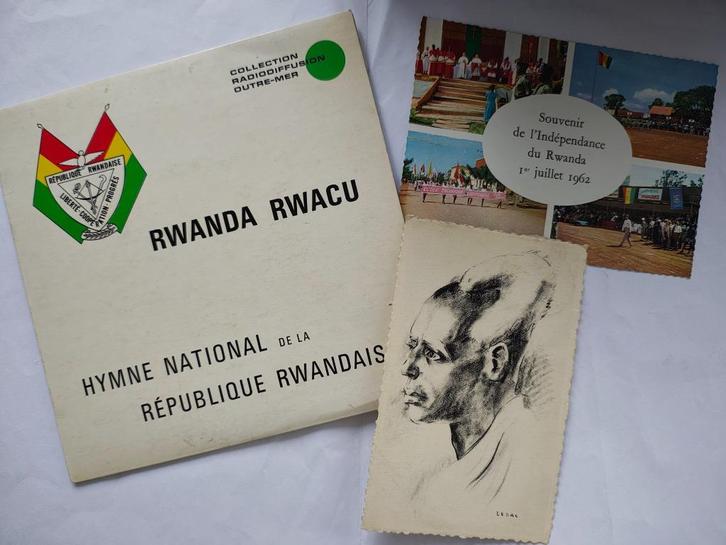 COLLECTION
RADIODIFFUSION
OUTRE-MER
RÉPUBLIQUE RWANDAISE
LIBERTÉ COOPÉRATION PROGRÈS
RWANDA RWACU
HYMNE NATIONAL DE LA
RÉPUBLIQUE RWANDAIS
Souvenir
de l'Indépendance
du Rwanda
1er juillet 1962